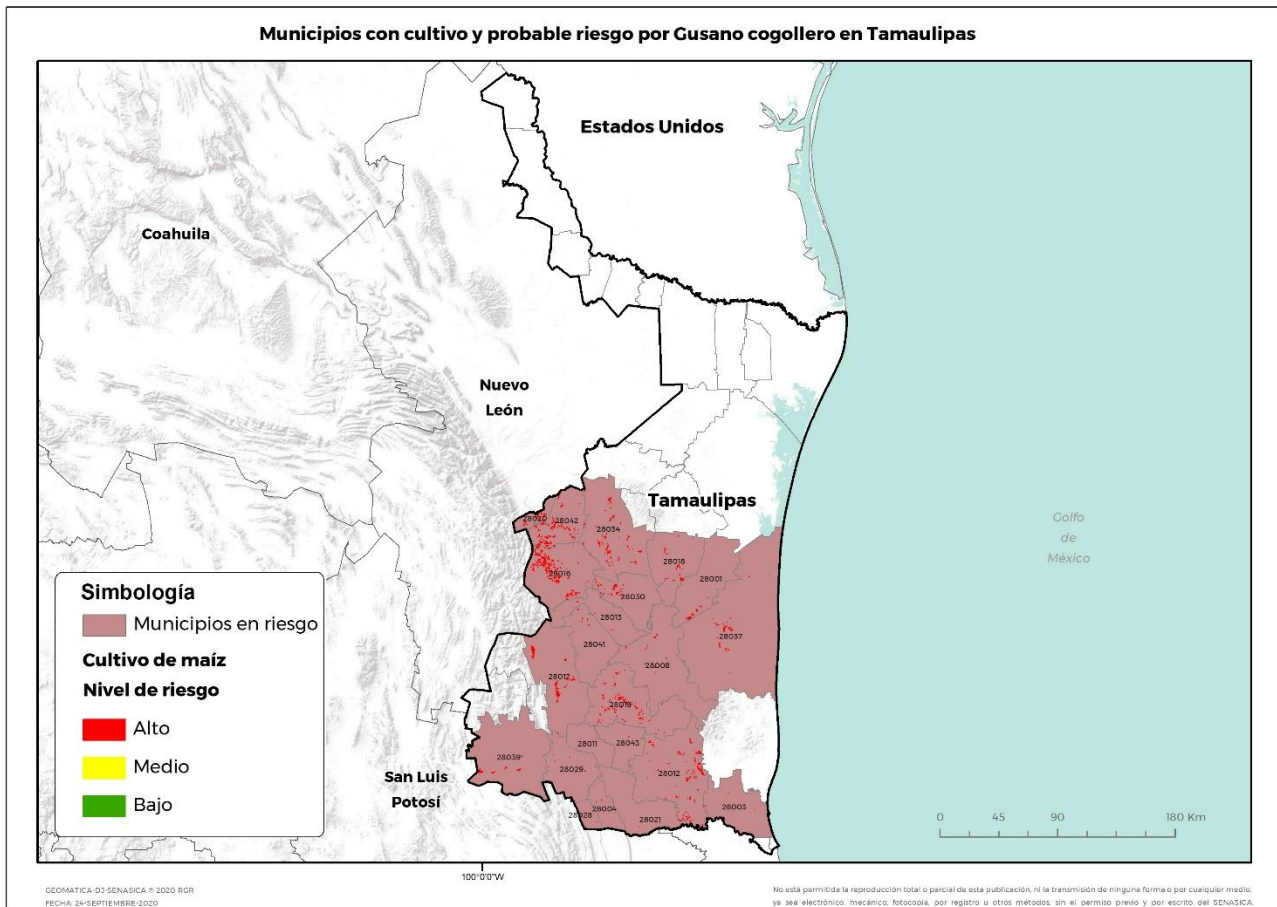 Municipios con cultivo y probable riesgo por Gusano cogollero en Tamaulipas
Estados Unidos
Coahuila
Nuevo
León
Tamaulipas
Golfo
de
México
San Luis
Potosí
28020
28042
28034
28016
28018
28001
28030
28013
28037
28041
28008
28017
28019
28011
28043
28039
28029
28012
28004
28003
28028
28021
Simbología
Municipios en riesgo
Cultivo de maíz
Nivel de riesgo
Alto
Medio
Bajo
0 45 90 180 Km
100°0'0"W
GEOMATICA-DJ-SENASICA © 2020 RGR
FECHA: 24-SEPTIEMBRE-2020
No está permitida la reproducción total o parcial de esta publicación, ni la transmisión de ninguna forma o por cualquier medio,
ya sea electrónico, mecánico, fotocopia, por registro u otros métodos, sin el permiso previo y por escrito del SENASICA.